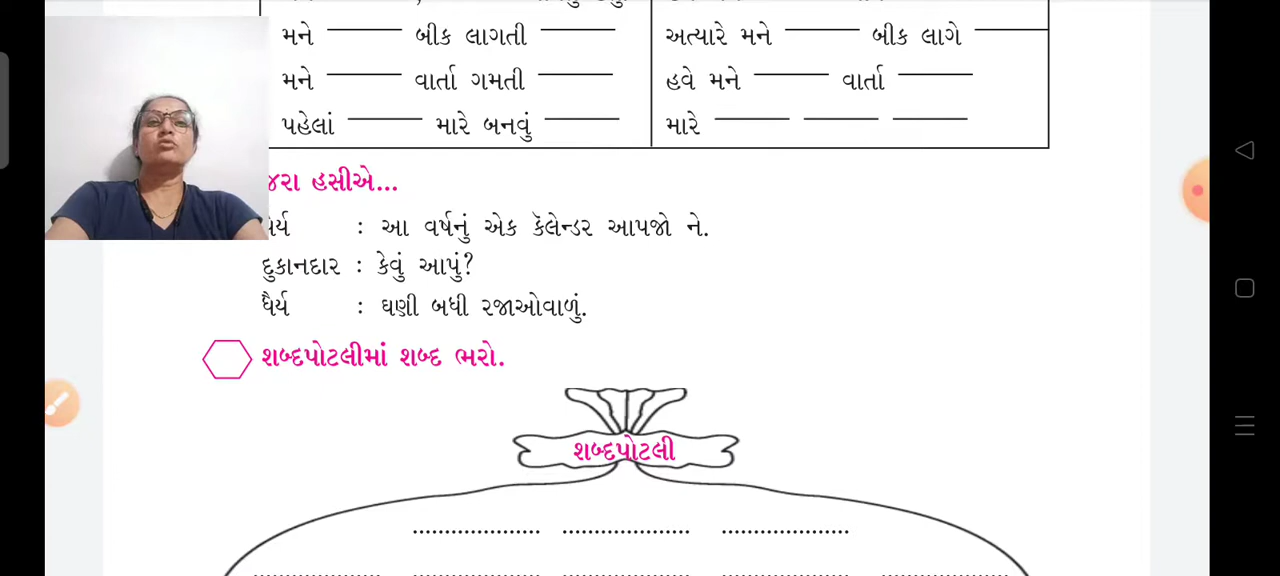 મને ______ બીક લાગતી ______
અત્યારે મને ______ બીક લાગે ______
મને ______ વાર્તા ગમતી ______
હવે મને ______ વાર્તા ______
પહેલાં ______ મારે બનવું ______
મારે ______ ______ ______
જરા હસીએ...
: આ વર્ષનું એક કૅલેન્ડર આપજો ને.
દુકાનદાર : કેવું આપું?
ધૈર્ય : ઘણી બધી રજાઓવાળું.
શબ્દપોટલીમાં શબ્દ ભરો.
શબ્દપોટલી